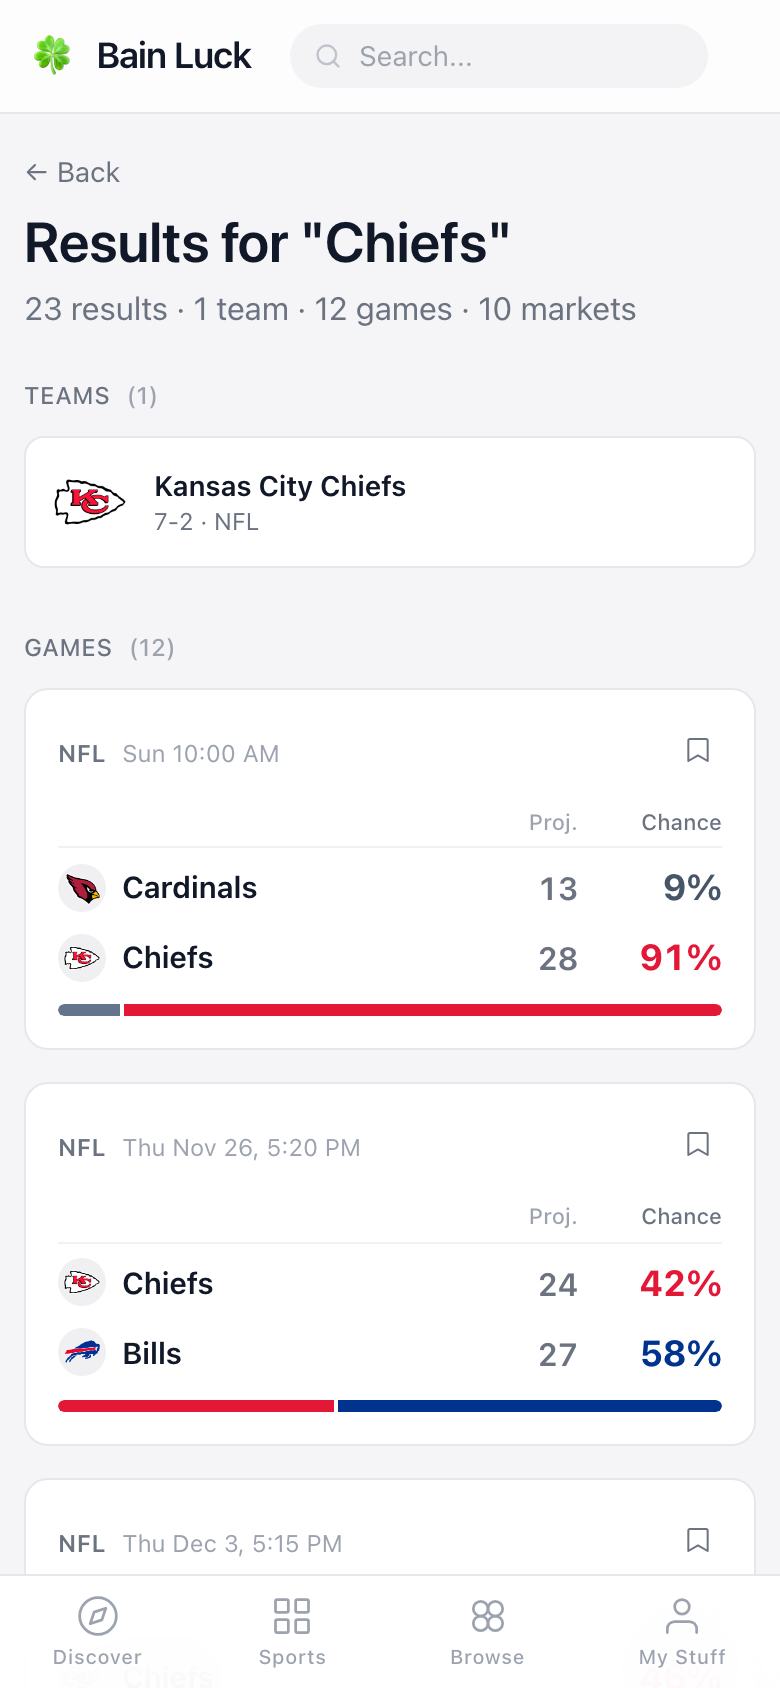 Bain Luck
Search...
← Back
Results for "Chiefs"
23 results · 1 team · 12 games · 10 markets
TEAMS (1)
Kansas City Chiefs
7-2 · NFL
GAMES (12)
NFL Sun 10:00 AM
Proj. Chance
Cardinals 13 9%
Chiefs 28 91%
NFL Thu Nov 26, 5:20 PM
Proj. Chance
Chiefs 24 42%
Bills 27 58%
NFL Thu Dec 3, 5:15 PM
Discover Sports Browse My Stuff
Chiefs